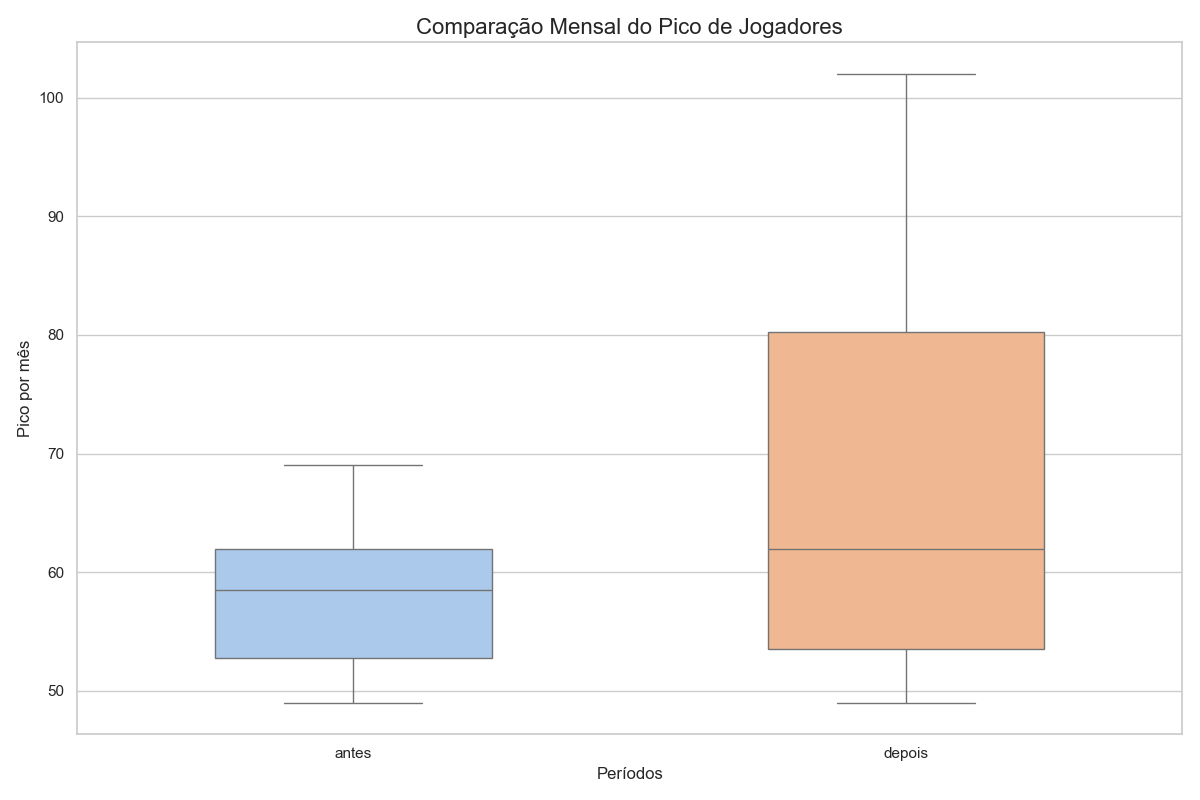 Comparação Mensal do Pico de Jogadores
Pico por mês
100
90
80
70
60
50
antes
depois
Períodos